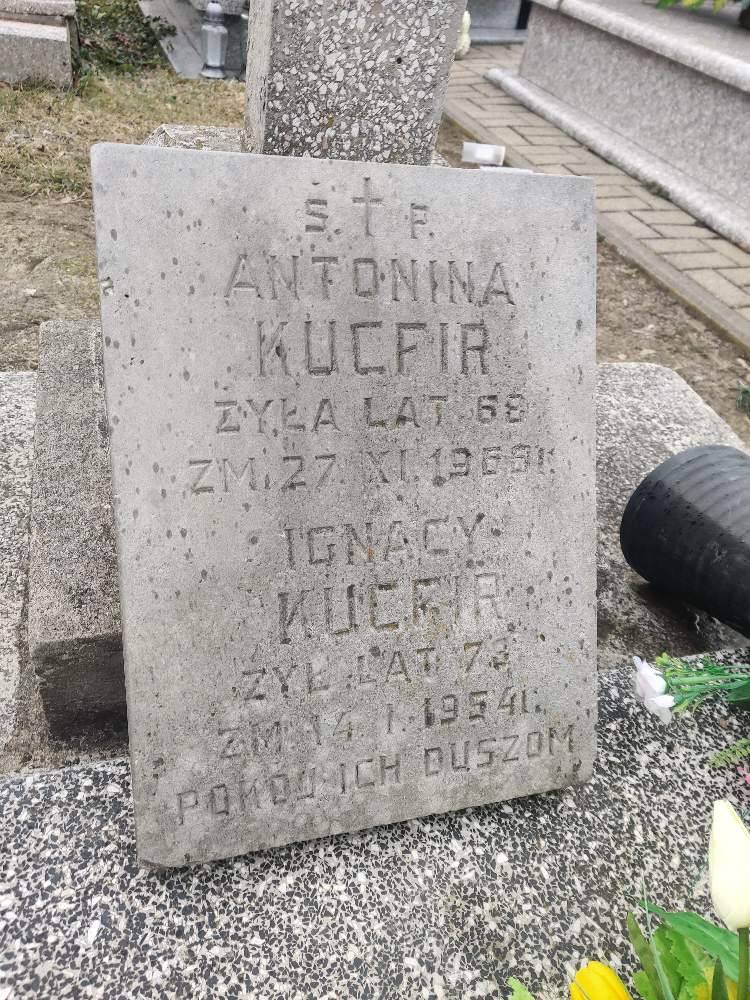 Ś. † P.
ANTONINA
KUCFIR
ŻYŁA LAT 68
ZM. 27. XI. 1969 r.
IGNACY
KUCFIR
ŻYŁ LAT 73
ZM. 14. I. 1954 r.
POKÓJ ICH DUSZOM